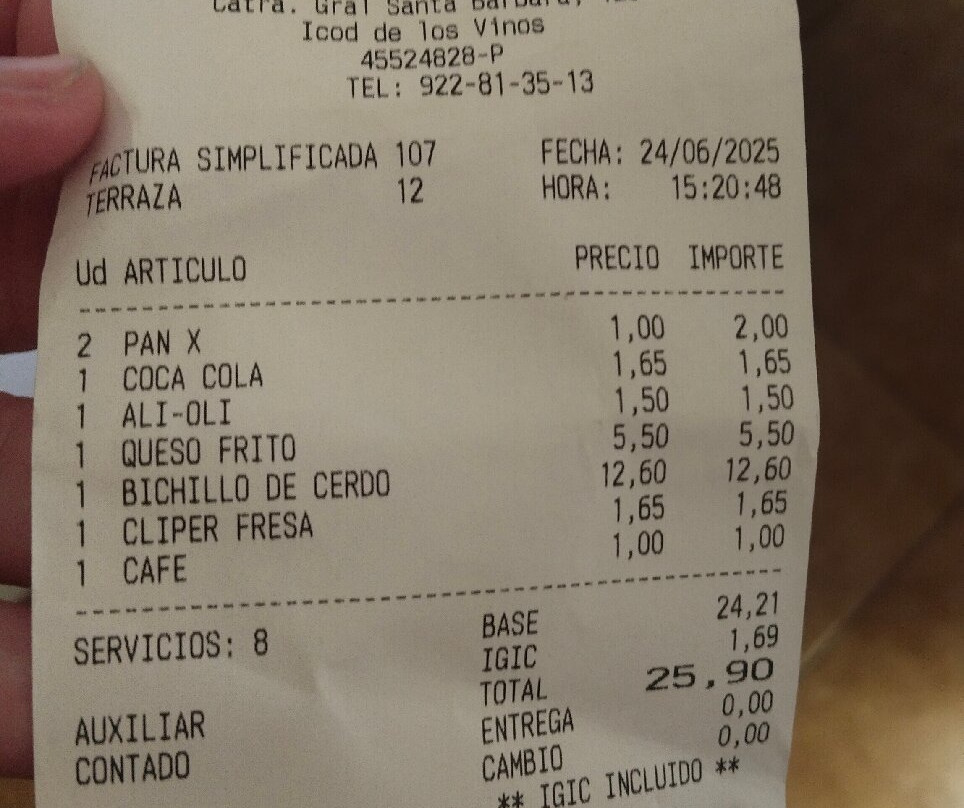 Catra. Gral Santa Barbara,
Icod de los Vinos
45524828-P
TEL: 922-81-35-13
FACTURA SIMPLIFICADA 107 FECHA: 24/06/2025
TERRAZA 12 HORA: 15:20:48
Ud ARTICULO PRECIO IMPORTE
2 PAN X 1,00 2,00
1 COCA COLA 1,65 1,65
1 ALI-OLI 1,50 1,50
1 QUESO FRITO 5,50 5,50
1 BICHILLO DE CERDO 12,60 12,60
1 CLIPER FRESA 1,65 1,65
1 CAFE 1,00 1,00
SERVICIOS: 8 BASE 24,21
IGIC 1,69
TOTAL 25,90
AUXILIAR ENTREGA 0,00
CONTADO CAMBIO 0,00
** IGIC INCLUIDO **